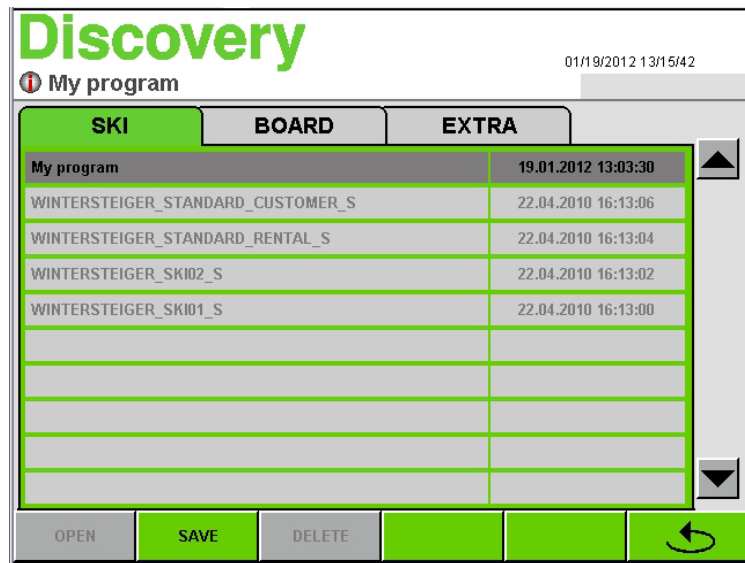 Discovery
01/19/2012 13/15/42
My program
SKI BOARD EXTRA
My program 19.01.2012 13:03:30
WINTERSTEIGER_STANDARD_CUSTOMER_S 22.04.2010 16:13:06
WINTERSTEIGER_STANDARD_RENTAL_S 22.04.2010 16:13:04
WINTERSTEIGER_SKI02_S 22.04.2010 16:13:02
WINTERSTEIGER_SKI01_S 22.04.2010 16:13:00
OPEN SAVE DELETE